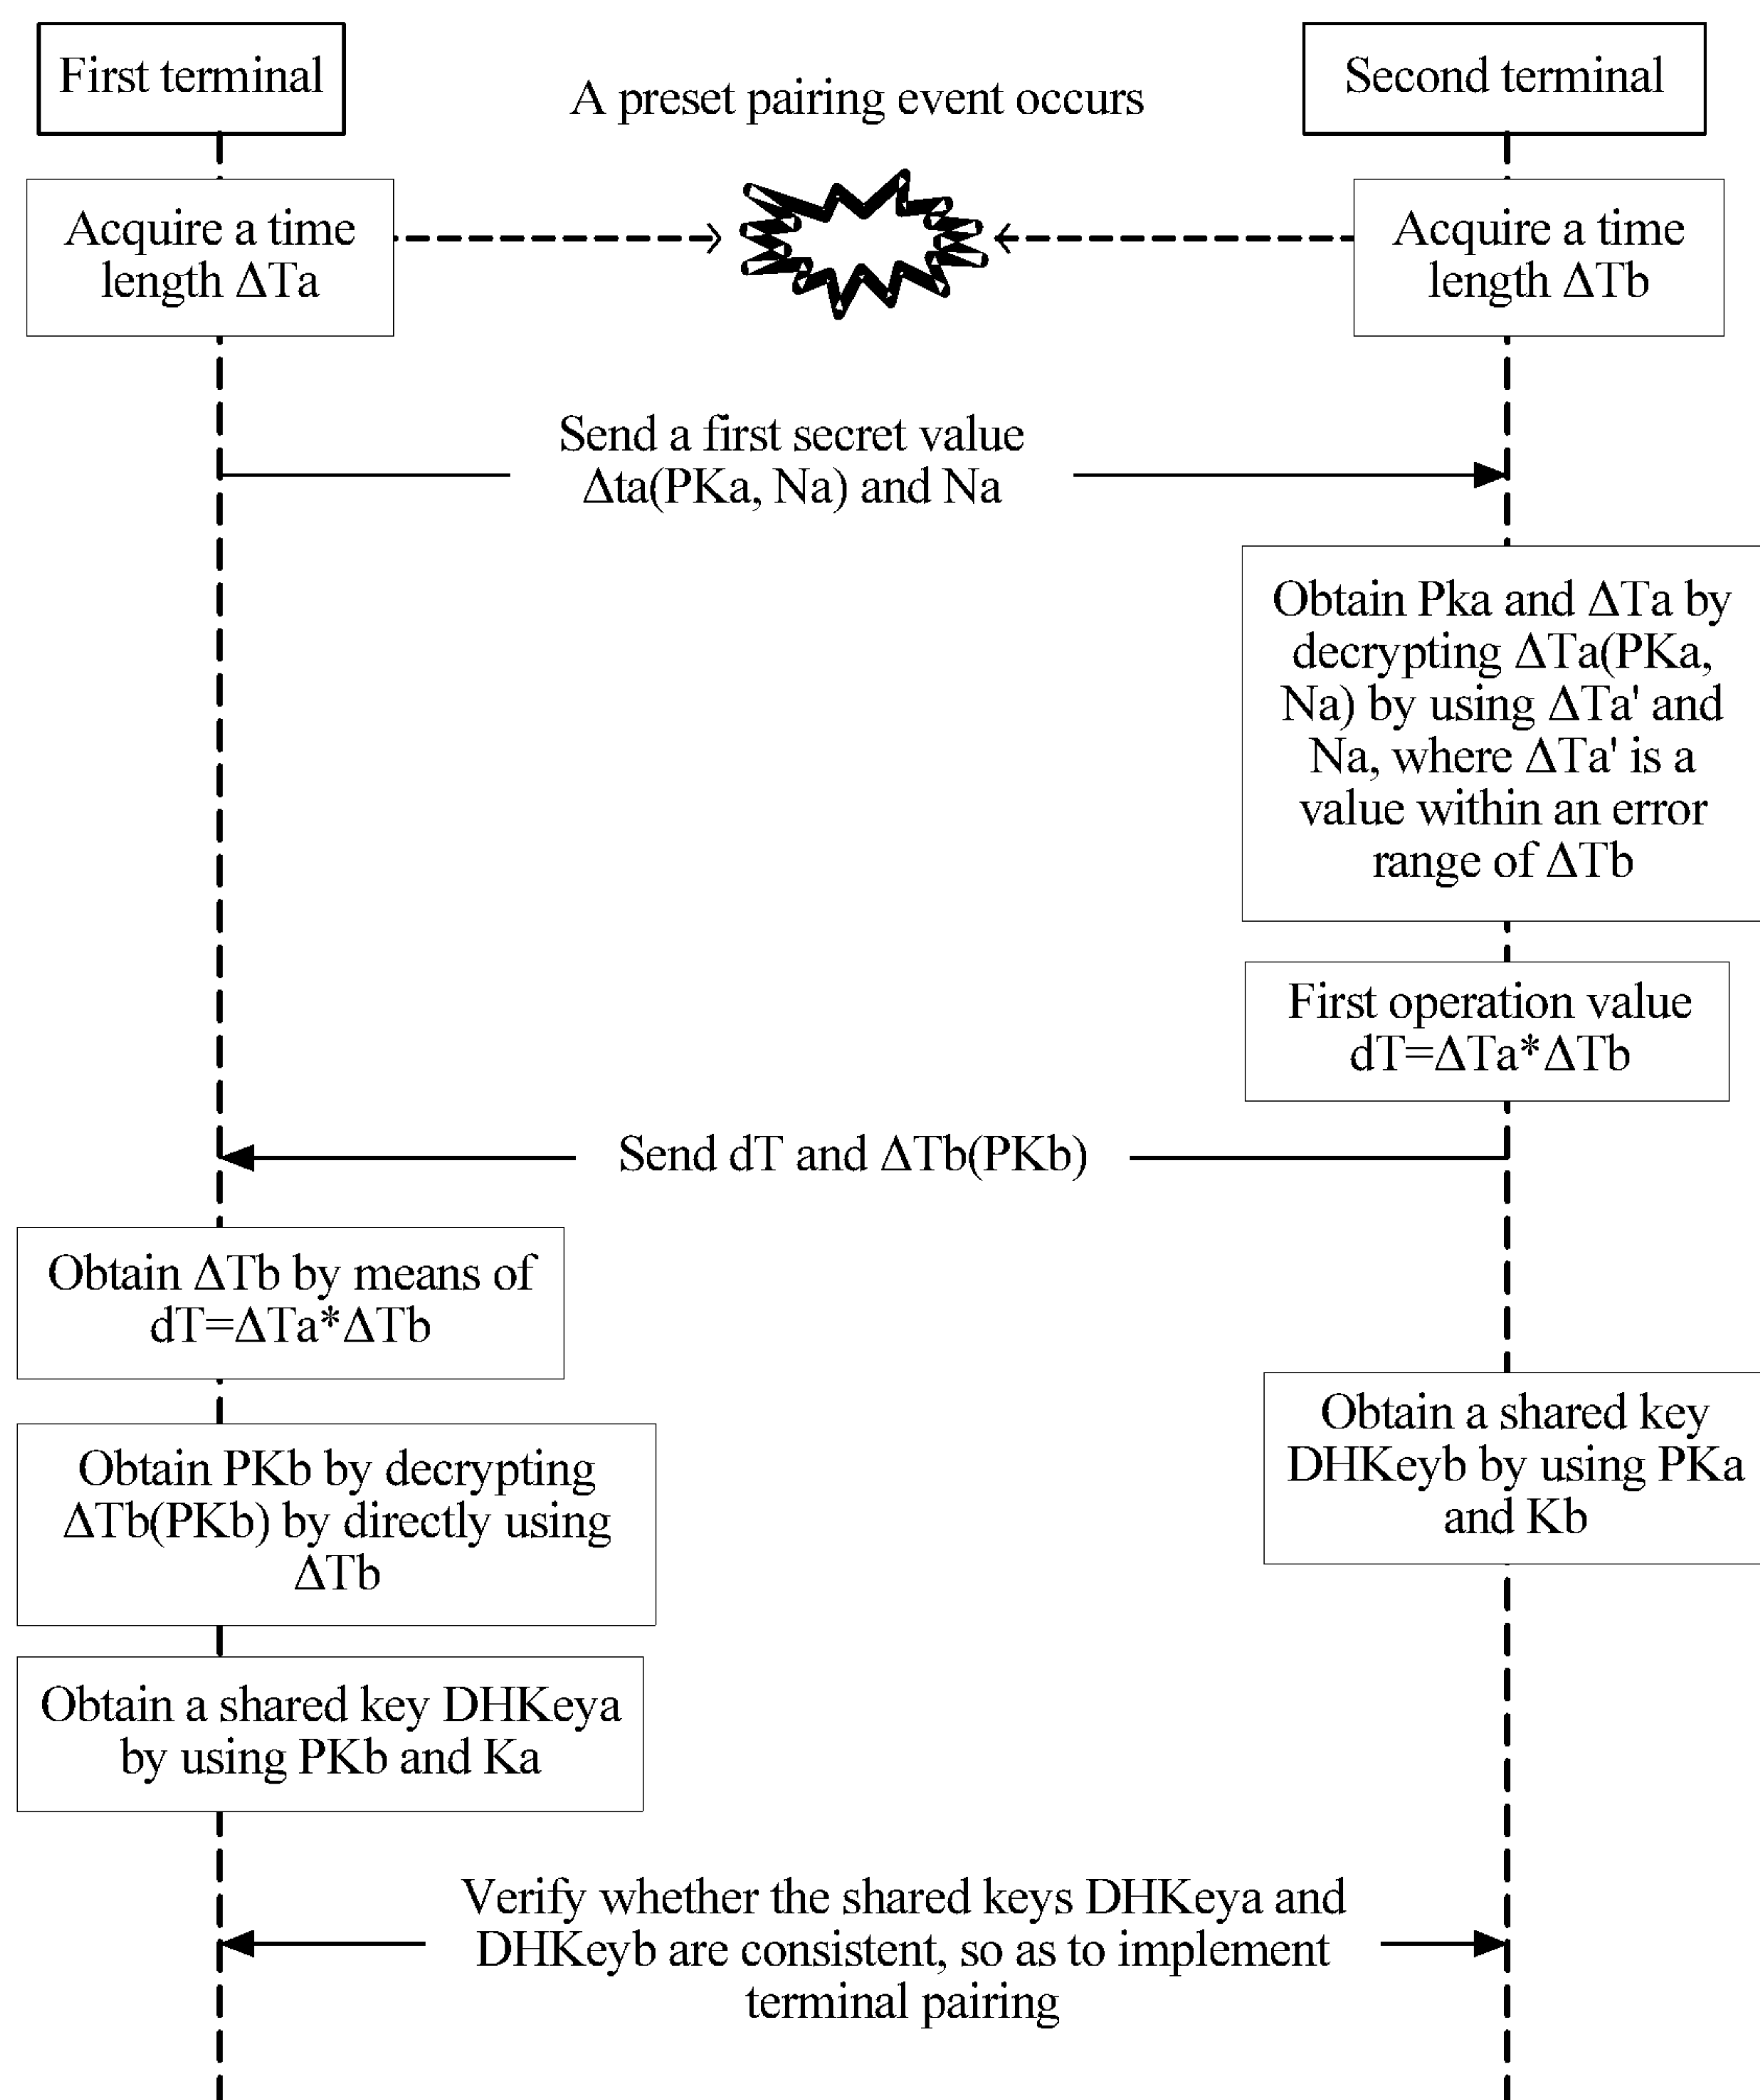 First terminal
A preset pairing event occurs
Second terminal
Acquire a time
length ΔTa
Acquire a time
length ΔTb
Send a first secret value
Δta(PKa, Na) and Na
Obtain Pka and ΔTa by
decrypting ΔTa(PKa,
Na) by using ΔTa' and
Na, where ΔTa' is a
value within an error
range of ΔTb
First operation value
dT=ΔTa*ΔTb
Send dT and ΔTb(PKb)
Obtain ΔTb by means of
dT=ΔTa*ΔTb
Obtain a shared key
DHKeyb by using PKa
and Kb
Obtain PKb by decrypting
ΔTb(PKb) by directly using
ΔTb
Obtain a shared key DHKeya
by using PKb and Ka
Verify whether the shared keys DHKeya and
DHKeyb are consistent, so as to implement
terminal pairing